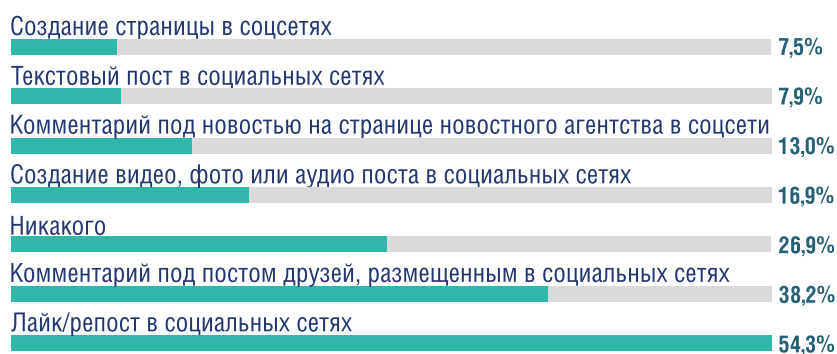 Создание страницы в соцсетях
7,5%
Текстовый пост в социальных сетях
7,9%
Комментарий под новостью на странице новостного агентства в соцсети
13,0%
Создание видео, фото или аудио поста в социальных сетях
16,9%
Никакого
26,9%
Комментарий под постом друзей, размещенным в социальных сетях
38,2%
Лайк/репост в социальных сетях
54,3%